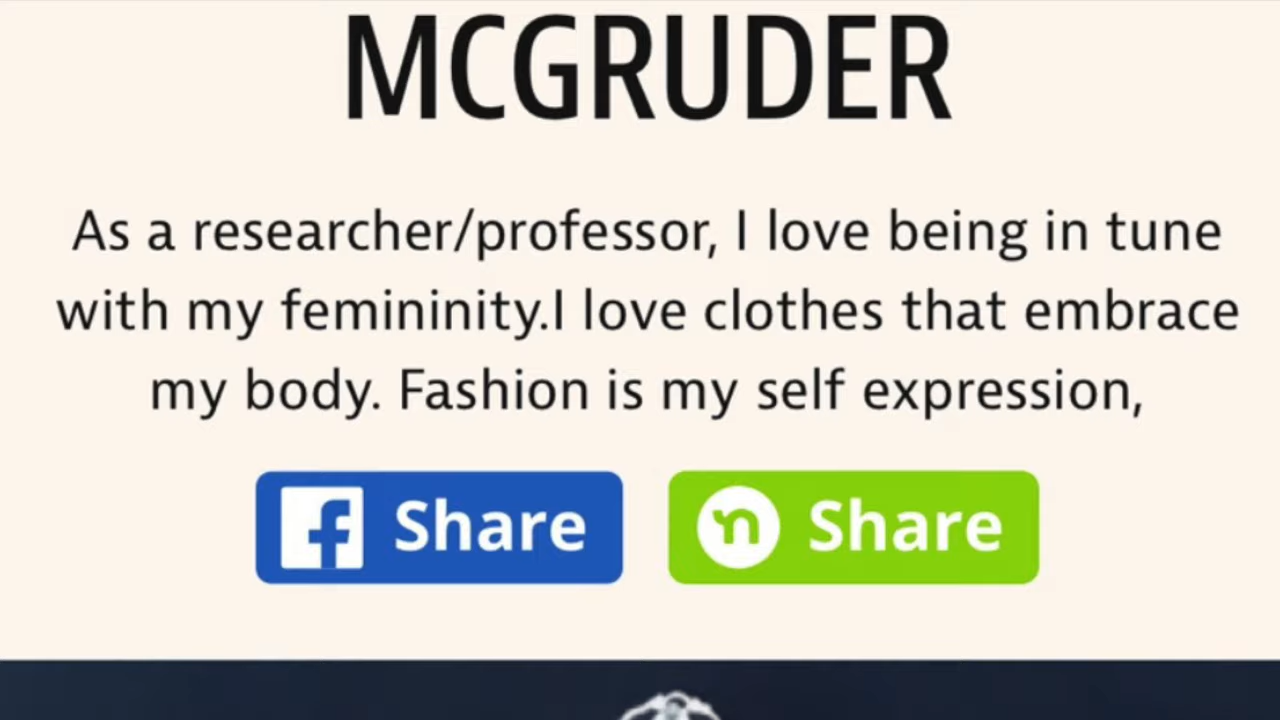 MCGRUDER
As a researcher/professor, I love being in tune
with my femininity.I love clothes that embrace
my body. Fashion is my self expression,
Share
Share